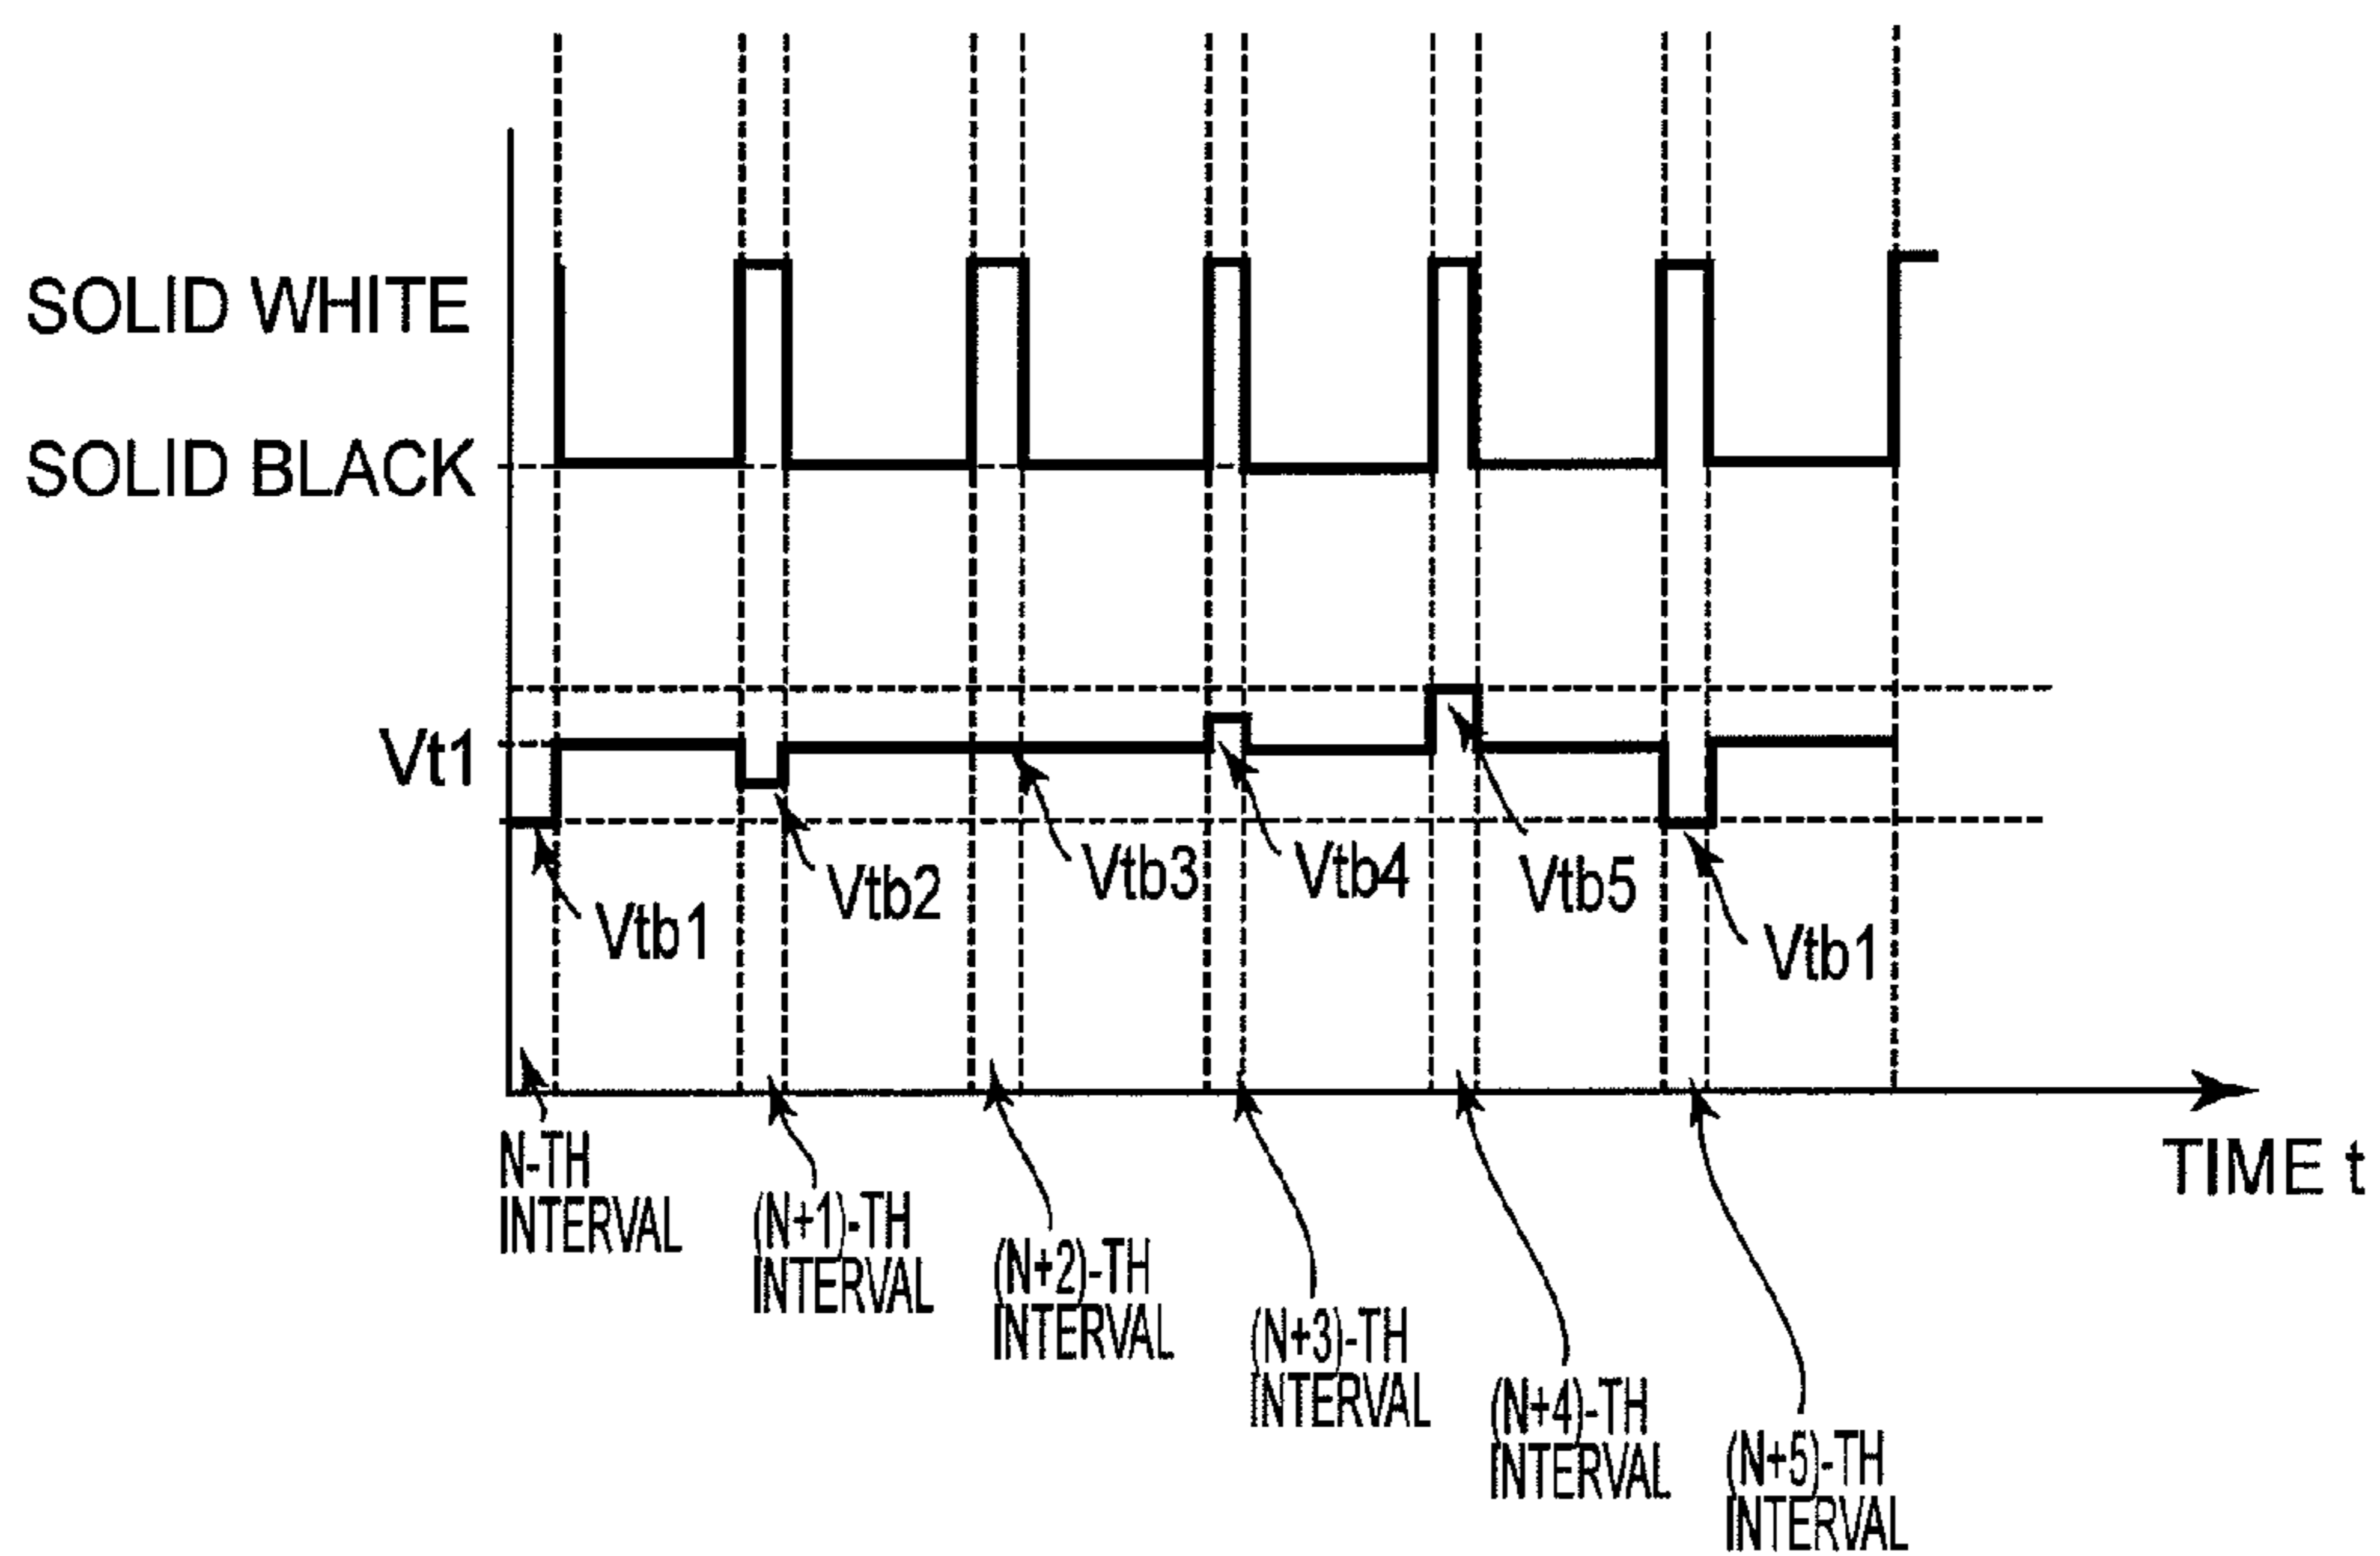 SOLID WHITE
SOLID BLACK
Vt1
Vtb1
Vtb2
Vtb3
Vtb4
Vtb5
Vtb1
N-TH
INTERVAL
(N+1)-TH
INTERVAL
(N+2)-TH
INTERVAL
(N+3)-TH
INTERVAL
(N+4)-TH
INTERVAL
(N+5)-TH
INTERVAL
TIME t